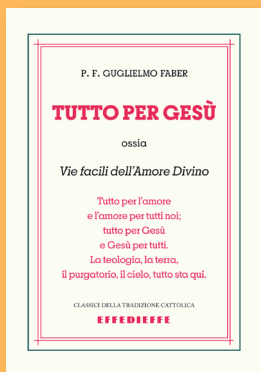 P. F. GUGLIELMO FABER
TUTTO PER GESÙ
ossia
Vie facili dell'Amore Divino
Tutto per l'amore
e l'amore per tutti noi;
tutto per Gesù
e Gesù per tutti.
La teologia, la terra,
il purgatorio, il cielo, tutto sta qui.
CLASSICI DELLA TRADIZIONE CATTOLICA
EFFEDIEFFE